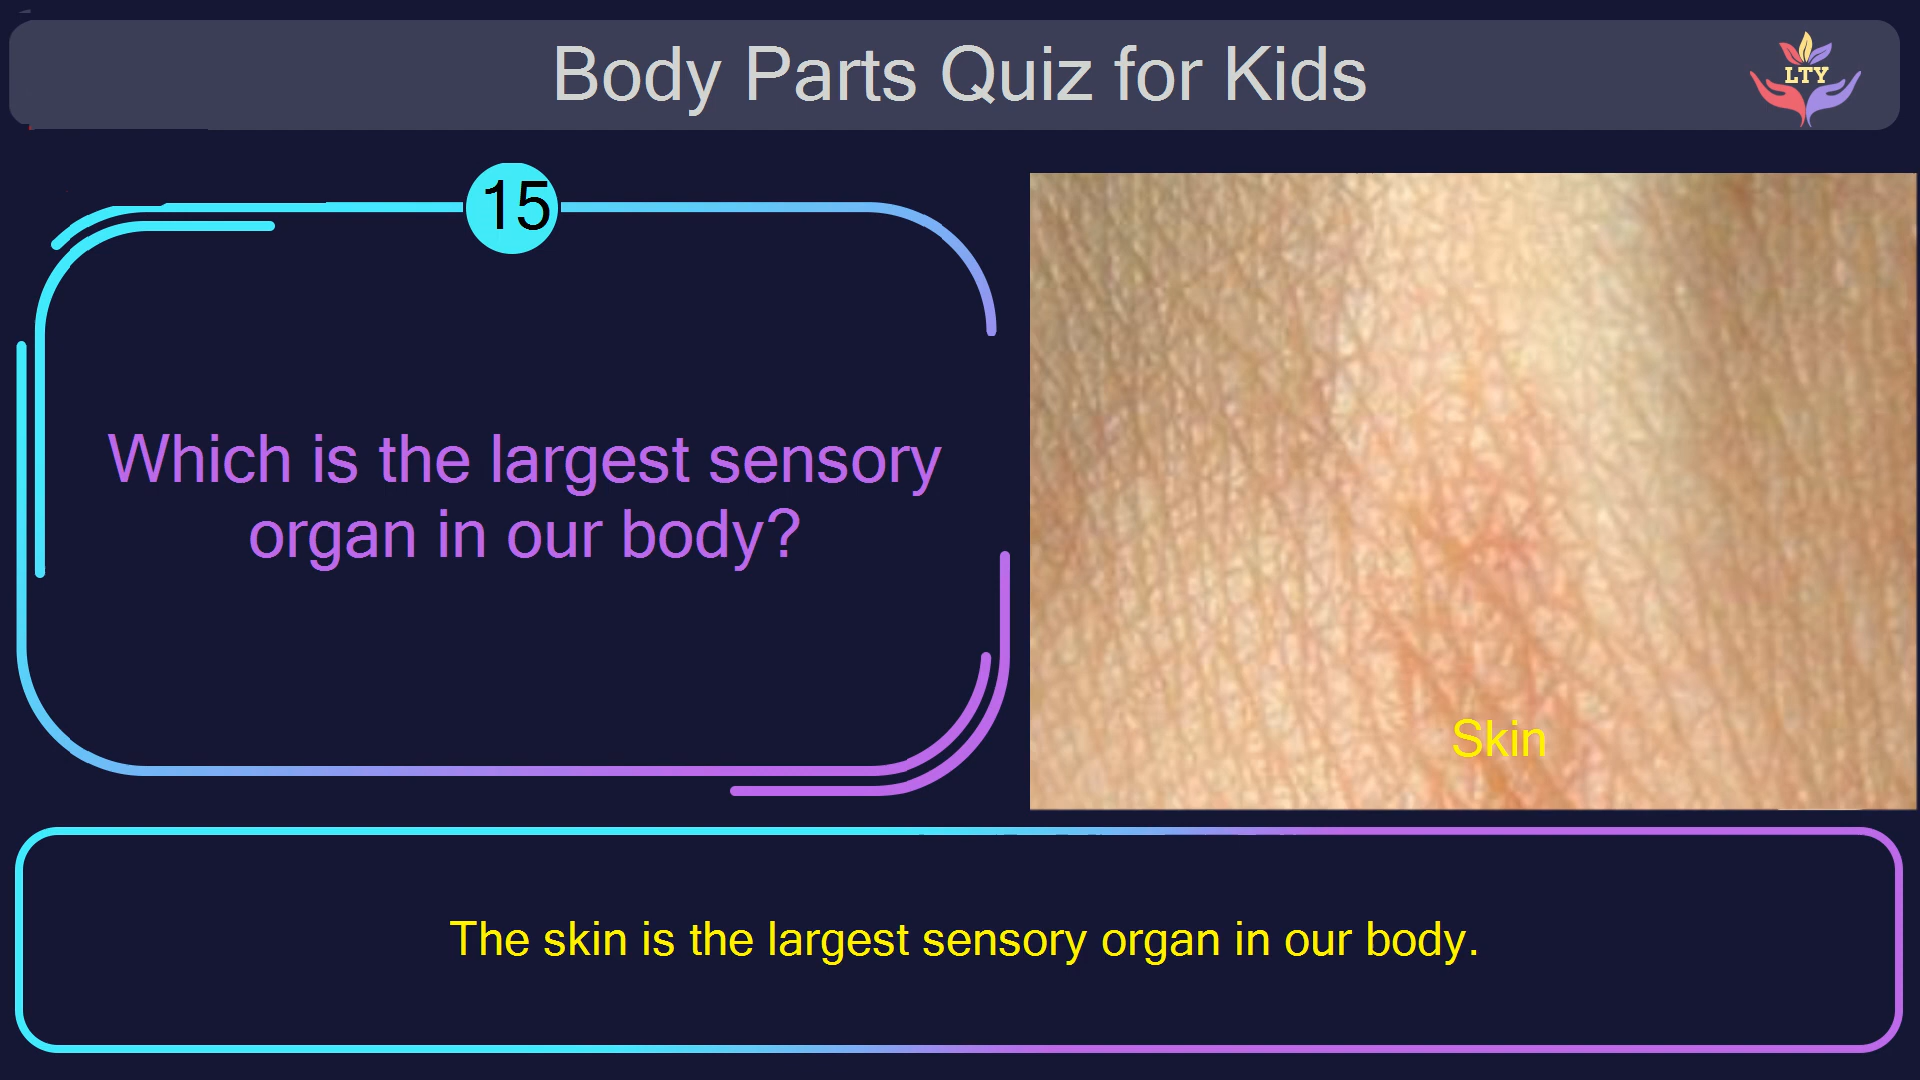 Body Parts Quiz for Kids
LTY
15
Which is the largest sensory
organ in our body?
Skin
The skin is the largest sensory organ in our body.